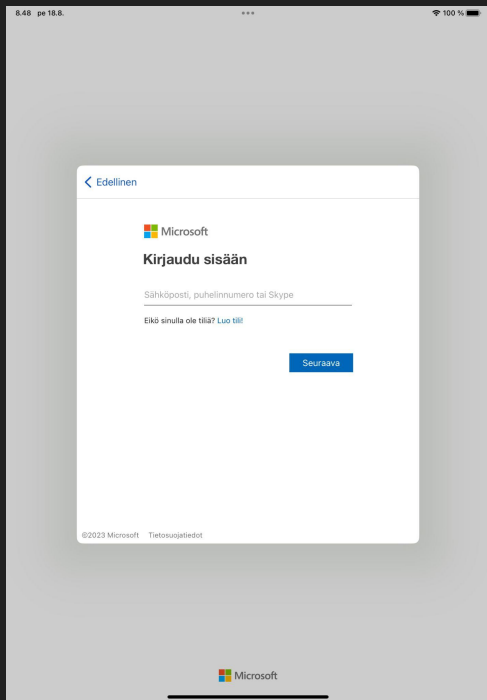 8.48 pe 18.8.
100 %
Edellinen
Microsoft
Kirjaudu sisään
Sähköposti, puhelinnumero tai Skype
Eikö sinulla ole tiliä? Luo tili!
Seuraava
©2023 Microsoft Tietosuojatiedot
Microsoft